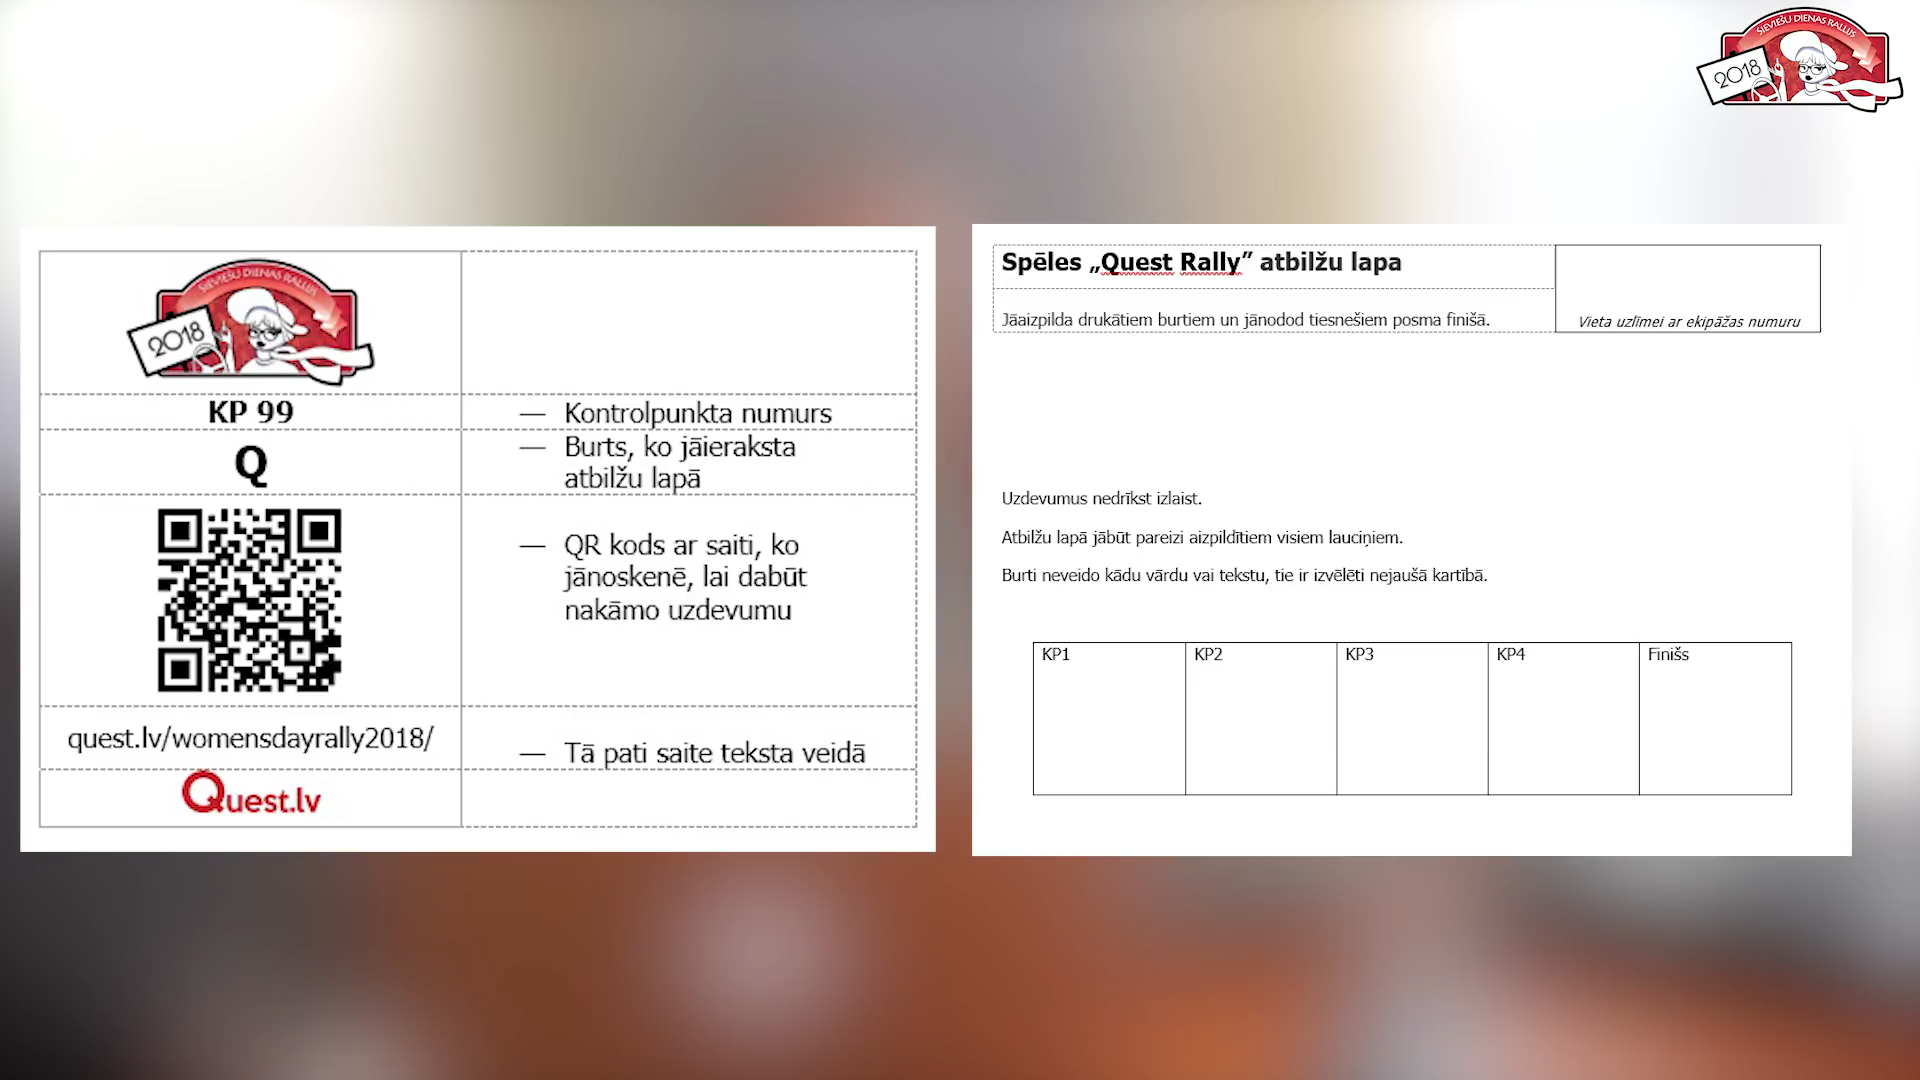 SIEVIEŠU DIENAS RALLIJS
2018
SIEVIEŠU DIENAS RALLIJS
2018
KP 99
— Kontrolpunkta numurs
Q
— Burts, ko jāieraksta
atbilžu lapā
— QR kods ar saiti, ko
jānoskenē, lai dabūt
nakāmo uzdevumu
quest.lv/womensdayrally2018/
— Tā pati saite teksta veidā
Quest.lv
Spēles „Quest Rally” atbilžu lapa
Jāaizpilda drukātiem burtiem un jānodod tiesnešiem posma finišā.
Vieta uzlīmei ar ekipāžas numuru
Uzdevumus nedrīkst izlaist.
Atbilžu lapā jābūt pareizi aizpildītiem visiem lauciņiem.
Burti neveido kādu vārdu vai tekstu, tie ir izvēlēti nejaušā kartībā.
KP1 KP2 KP3 KP4 Finišs